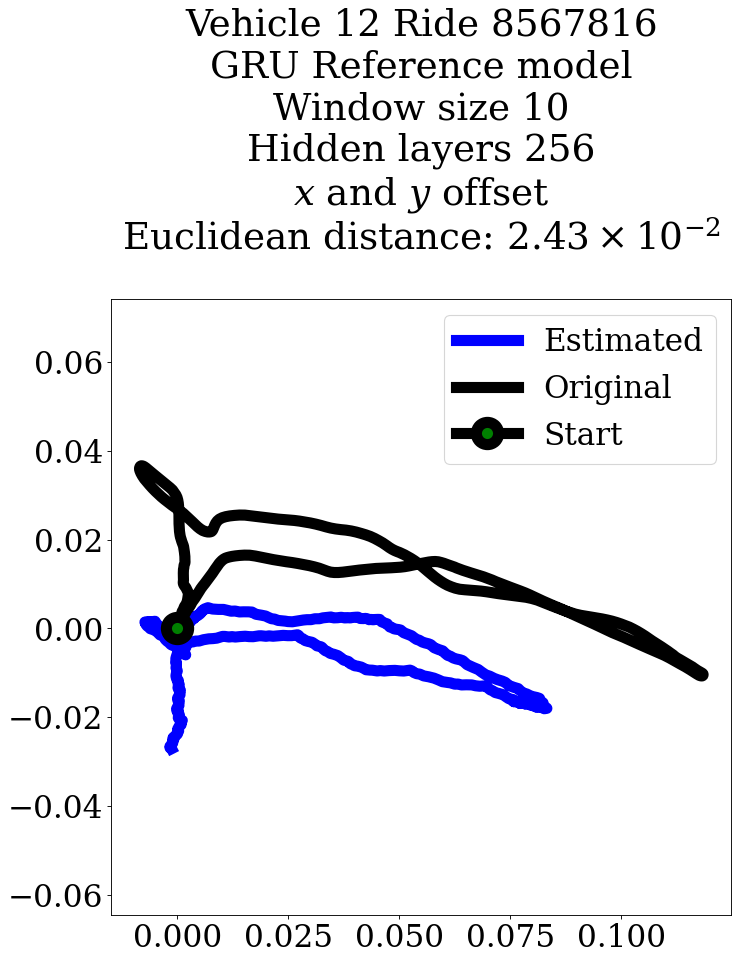 Vehicle 12 Ride 8567816
GRU Reference model
Window size 10
Hidden layers 256
x and y offset
Euclidean distance: 2.43 × 10⁻²
Estimated
Original
Start
0.06
0.04
0.02
0.00
−0.02
−0.04
−0.06
0.000 0.025 0.050 0.075 0.100